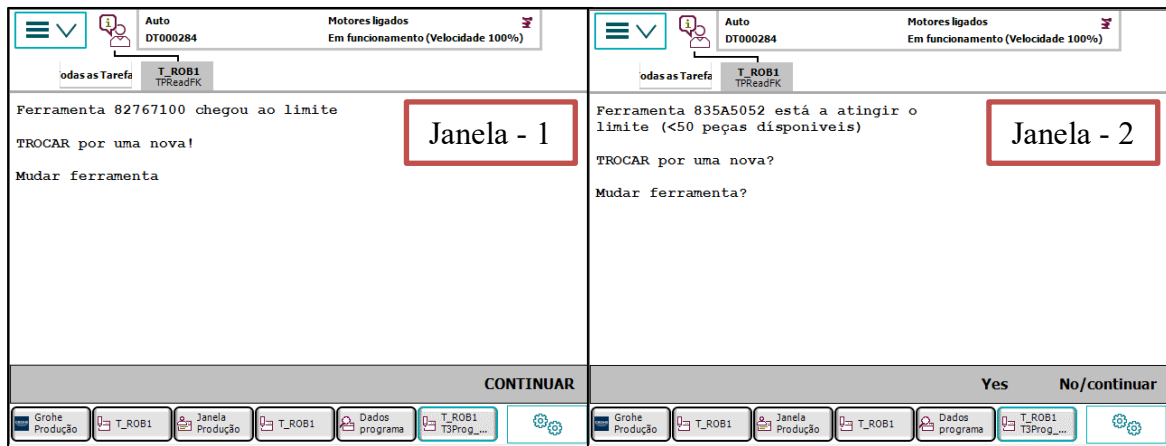 Auto
DT000284
Motores ligados
Em funcionamento (Velocidade 100%)
odas as Tarefa
T_ROB1
TPReadFK
Ferramenta 82767100 chegou ao limite
TROCAR por uma nova!
Mudar ferramenta
Janela - 1
CONTINUAR
Grohe
Produção
T_ROB1
Janela
Produção
T_ROB1
Dados
programa
T_ROB1
T3Prog_...
Auto
DT000284
Motores ligados
Em funcionamento (Velocidade 100%)
odas as Tarefa
T_ROB1
TPReadFK
Ferramenta 835A5052 está a atingir o
limite (<50 peças dísponiveis)
TROCAR por uma nova?
Mudar ferramenta?
Janela - 2
Yes
No/continuar
Grohe
Produção
T_ROB1
Janela
Produção
T_ROB1
Dados
programa
T_ROB1
T3Prog_...